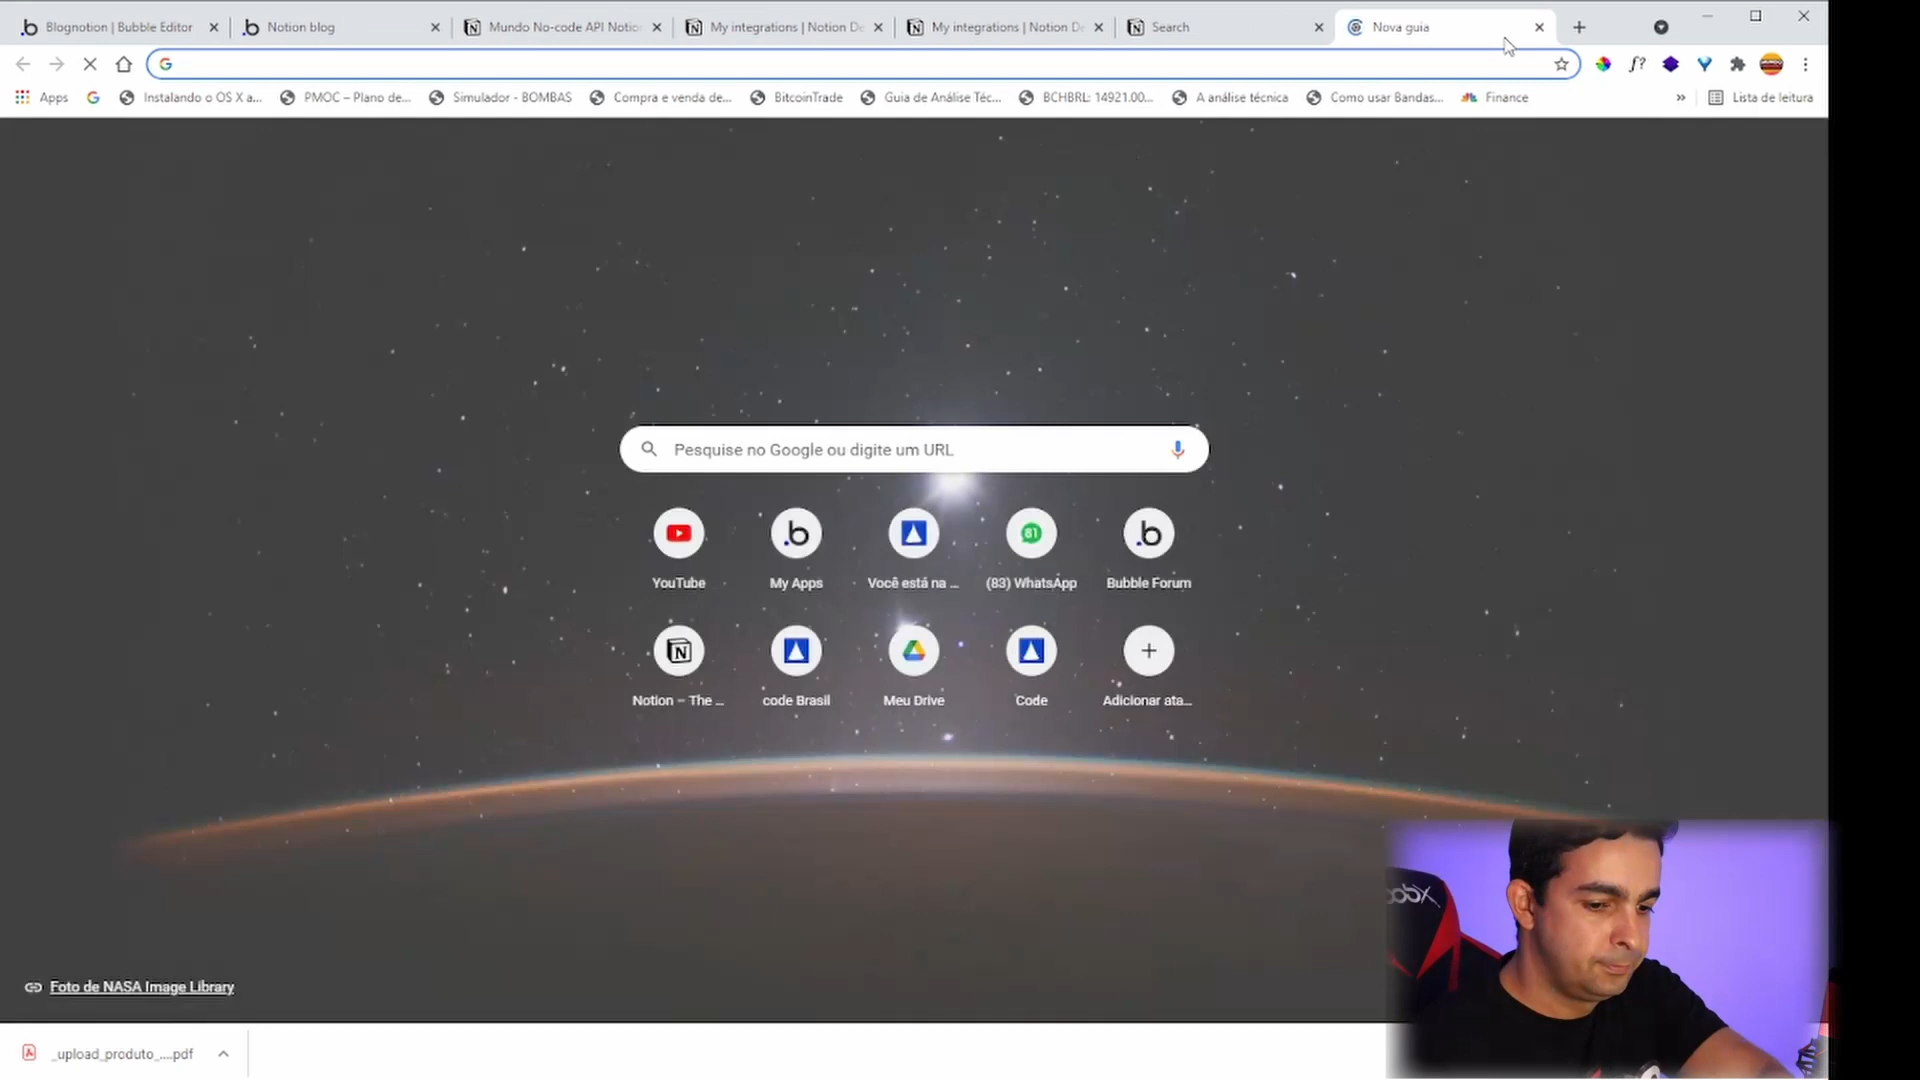 Blognotion | Bubble Editor
Notion blog
Mundo No-code API Notion
My integrations | Notion De
My integrations | Notion De
Search
Nova guia
Apps
Instalando o OS X a...
PMOC – Plano de...
Simulador - BOMBAS
Compra e venda de...
BitcoinTrade
Guia de Análise Téc...
BCHBRL: 14921.00...
A análise técnica
Como usar Bandas...
Finance
»
Lista de leitura
Pesquise no Google ou digite um URL
YouTube
My Apps
Você está na ...
(83) WhatsApp
Bubble Forum
Notion – The ...
code Brasil
Meu Drive
Code
Adicionar ata...
Foto de NASA Image Library
_upload_produto_....pdf